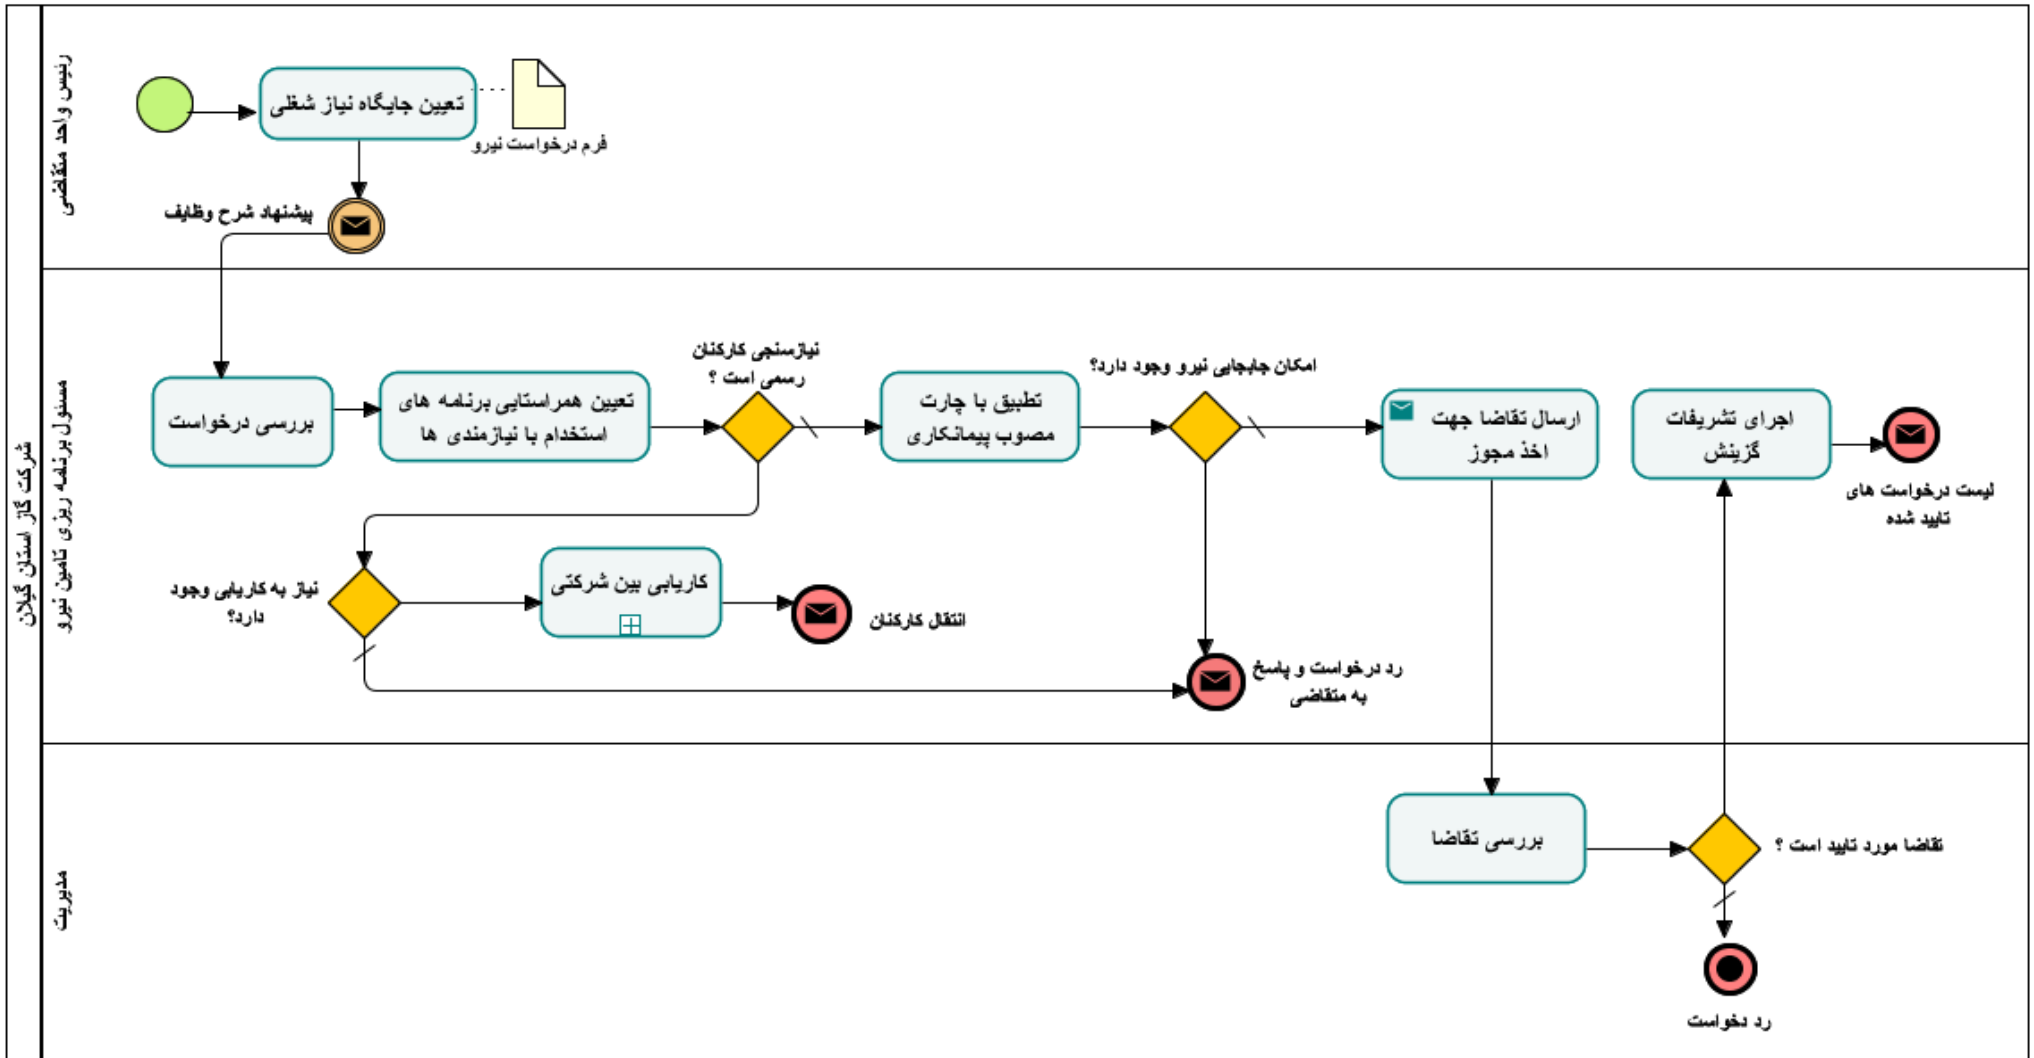 شرکت گاز استان گیلان
رئیس واحد متقاضی
تعیین جایگاه نیاز شغلی
فرم درخواست نیرو
پیشنهاد شرح وظایف
مسئول برنامه ریزی تامین نیرو
بررسی درخواست
تعیین همراستایی برنامه های
استخدام با نیازمندی ها
نیازسنجی کارکنان
رسمی است ؟
تطبیق با چارت
مصوب پیمانکاری
امکان جابجایی نیرو وجود دارد؟
ارسال تقاضا جهت
اخذ مجوز
اجرای تشریفات
گزینش
لیست درخواست های
تایید شده
نیاز به کاریابی وجود
دارد؟
کاریابی بین شرکتی
انتقال کارکنان
رد درخواست و پاسخ
به متقاضی
مدیریت
بررسی تقاضا
تقاضا مورد تایید است ؟
رد دخواست